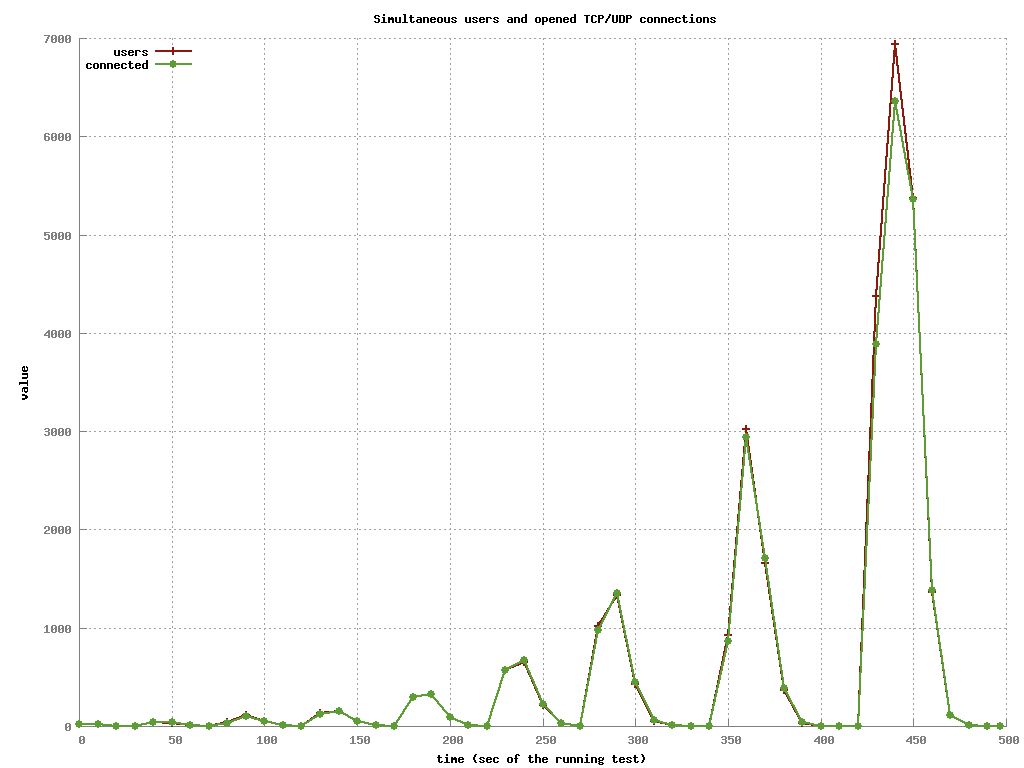 Simultaneous users and opened TCP/UDP connections
7000
users
connected
6000
5000
4000
value
3000
2000
1000
0
0 50 100 150 200 250 300 350 400 450 500
time (sec of the running test)